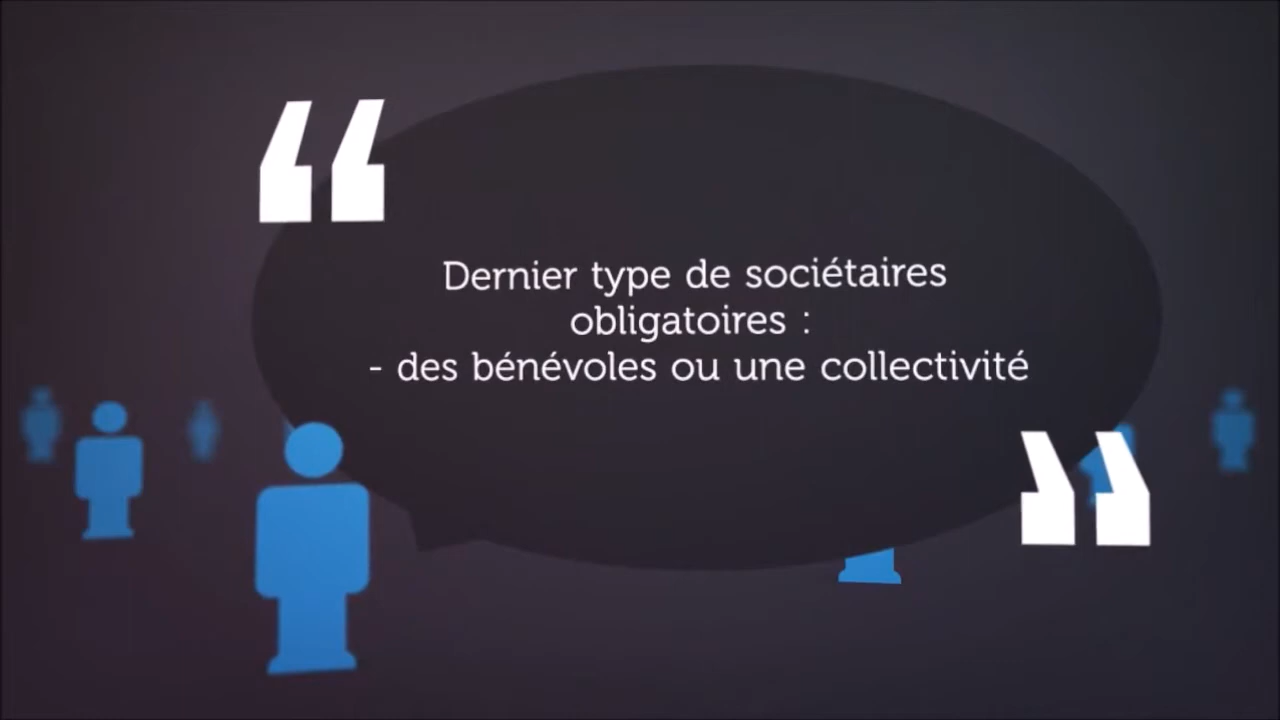 Dernier type de sociétaires
obligatoires :
- des bénévoles ou une collectivité